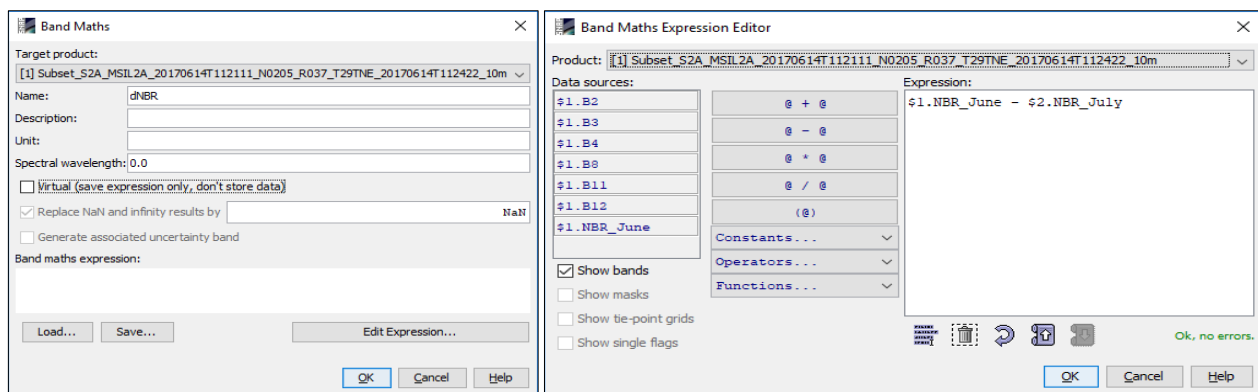 Band Maths
Target product:
[1] Subset_S2A_MSIL2A_20170614T112111_N0205_R037_T29TNE_20170614T112422_10m
Name: dNBR
Description:
Unit:
Spectral wavelength: 0.0
Virtual (save expression only, don't store data)
Replace NaN and infinity results by NaN
Generate associated uncertainty band
Band maths expression:
Load... Save... Edit Expression...
OK Cancel Help
Band Maths Expression Editor
Product: [1] Subset_S2A_MSIL2A_20170614T112111_N0205_R037_T29TNE_20170614T112422_10m
Data sources:
$1.B2
$1.B3
$1.B4
$1.B8
$1.B11
$1.B12
$1.NBR_June
Show bands
Show masks
Show tie-point grids
Show single flags
@ + @
@ - @
@ * @
@ / @
(@)
Constants...
Operators...
Functions...
Expression:
$1.NBR_June - $2.NBR_July
Ok, no errors.
OK Cancel Help